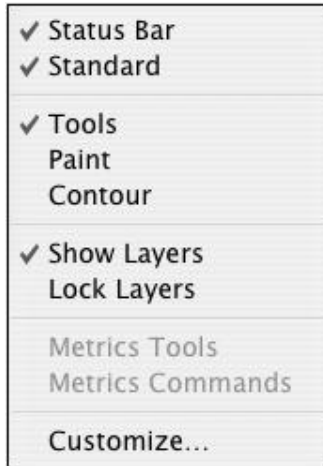 Status Bar
Standard
Tools
Paint
Contour
Show Layers
Lock Layers
Metrics Tools
Metrics Commands
Customize...